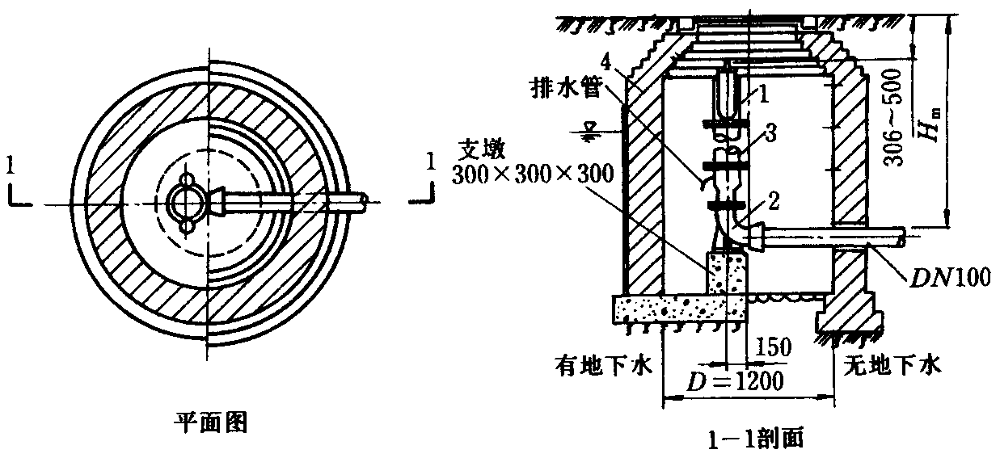 1
1
平面图
4
排水管
支墩
300×300×300
1
3
2
306～500
Hm
DN100
150
有地下水
无地下水
D=1200
1-1剖面